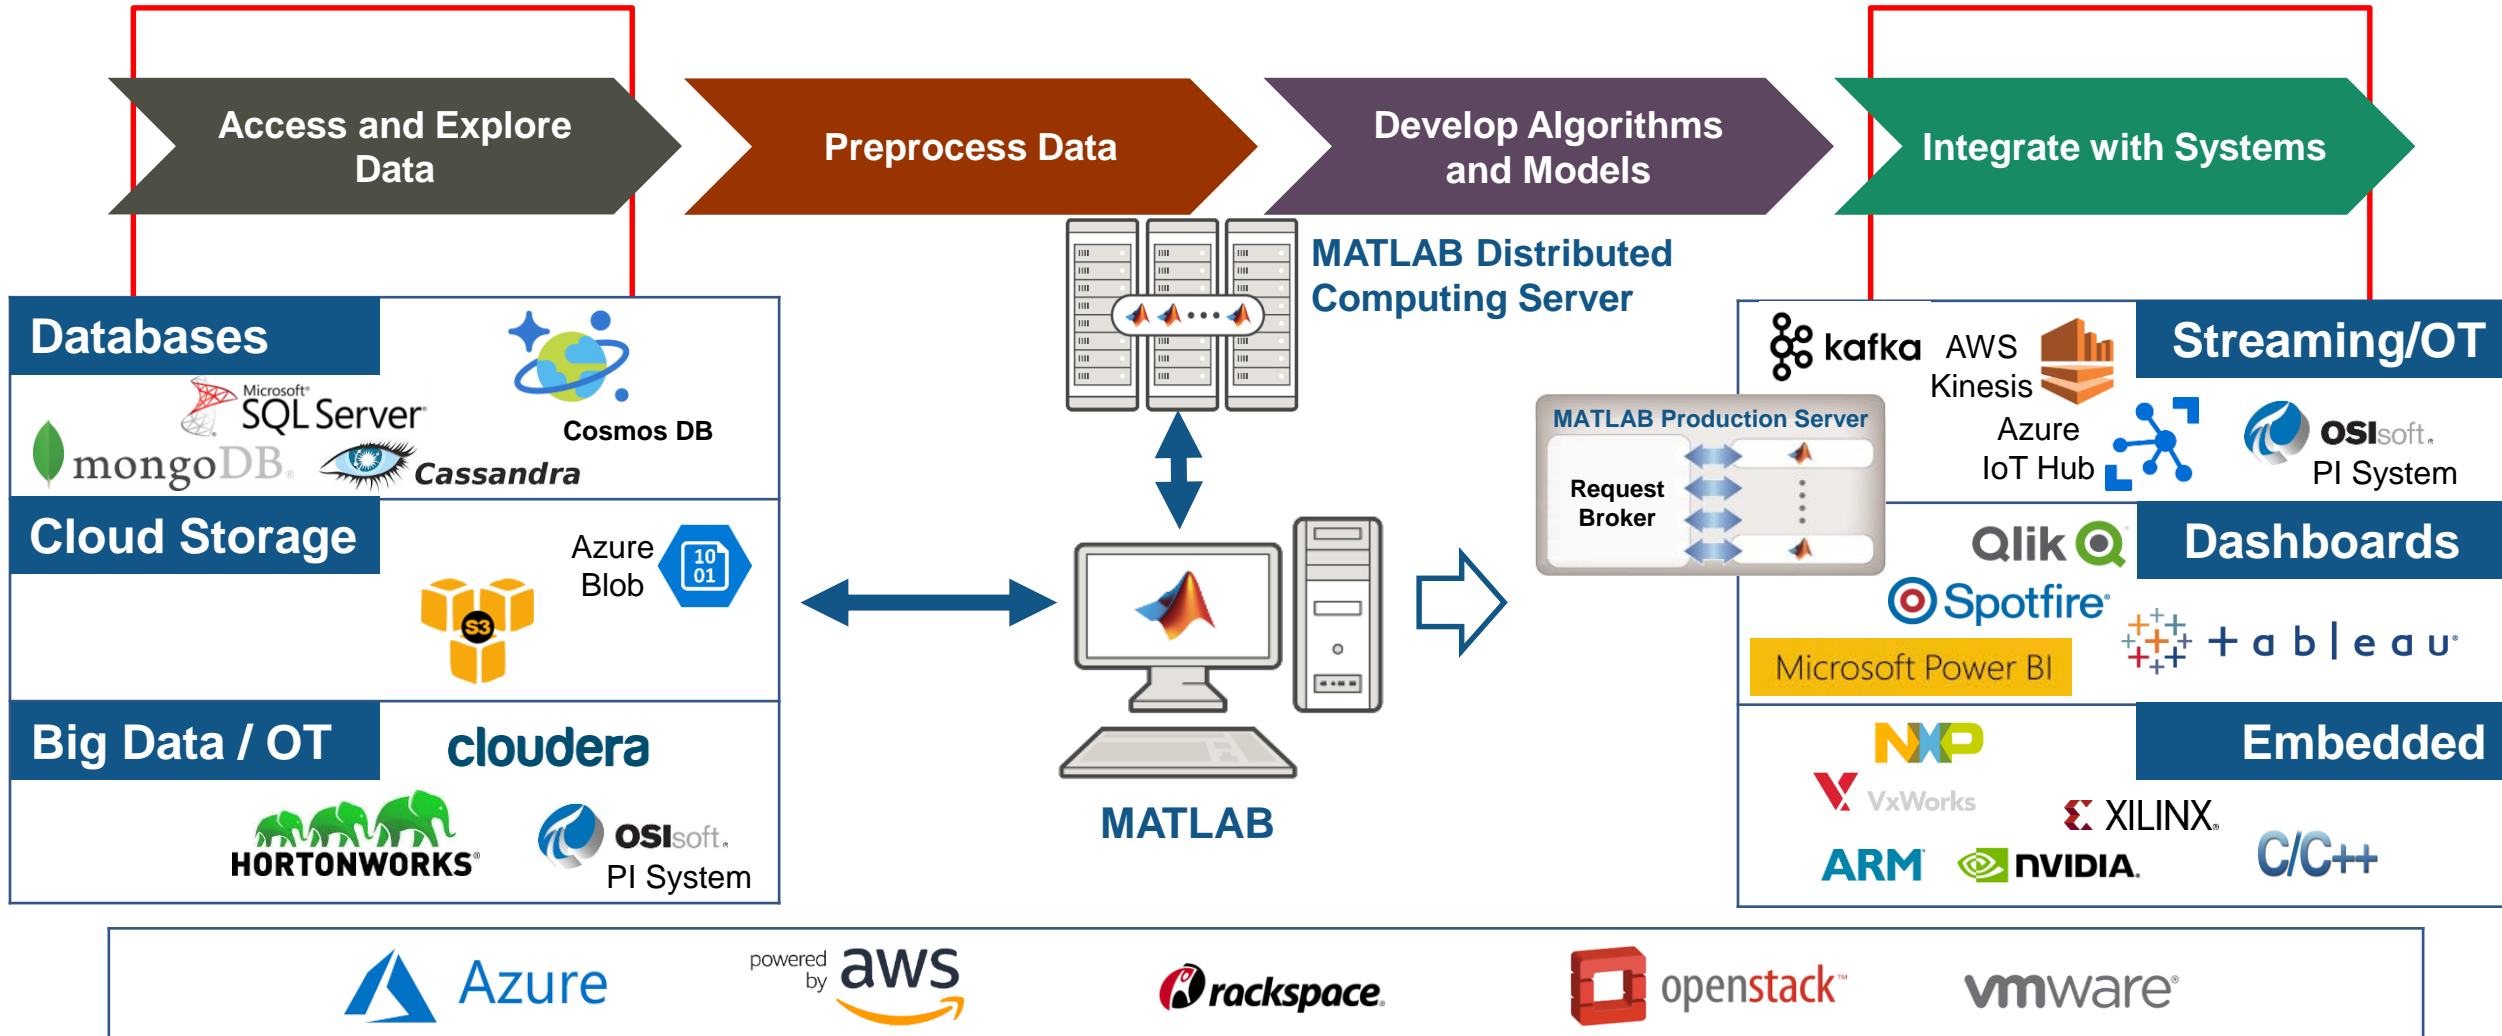 Access and Explore
Data
Preprocess Data
Develop Algorithms
and Models
Integrate with Systems
MATLAB Distributed
Computing Server
Databases
Microsoft®
SQL Server®
mongoDB®
Cassandra
Cosmos DB
Cloud Storage
S3
Azure
Blob
10
01
Big Data / OT
cloudera
HORTONWORKS®
OSIsoft®
PI System
MATLAB
MATLAB Production Server
Request
Broker
kafka
AWS
Kinesis
Streaming/OT
Azure
IoT Hub
OSIsoft®
PI System
Qlik Q
Dashboards
Spotfire®
+ableau®
Microsoft Power BI
Embedded
NXP
VxWorks
XILINX®
ARM®
NVIDIA®
C/C++
Azure
powered
by
aws
rackspace®
openstack™
vmware®